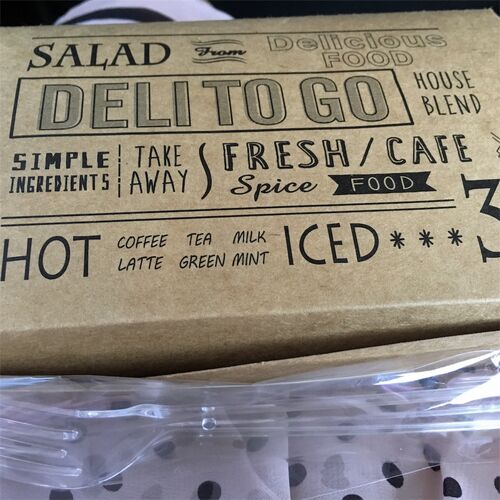 SALAD From Delicious FOOD
DELI TO GO HOUSE BLEND
SIMPLE INGREDIENTS TAKE AWAY FRESH / CAFE
Spice FOOD
HOT COFFEE TEA MILK ICED ***
LATTE GREEN MINT